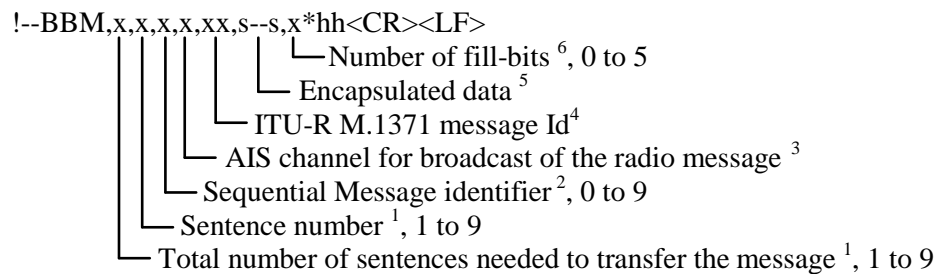 !--BBM,x,x,x,x,xx,s--s,x*hh<CR><LF>
Number of fill-bits 6, 0 to 5
Encapsulated data 5
ITU-R M.1371 message Id4
AIS channel for broadcast of the radio message 3
Sequential Message identifier 2, 0 to 9
Sentence number 1, 1 to 9
Total number of sentences needed to transfer the message 1, 1 to 9